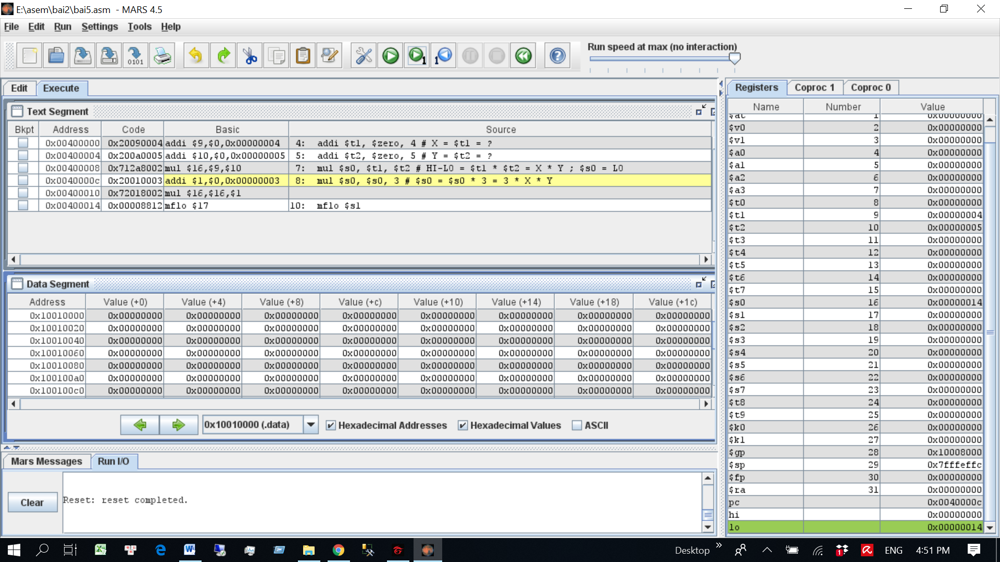 E:\asem\bai2\bai5.asm - MARS 4.5
File Edit Run Settings Tools Help
Run speed at max (no interaction)
0101
1
1
Edit Execute
Text Segment
Bkpt Address Code Basic Source
0x00400000 0x20090004 addi $9,$0,0x00000004 4: addi $t1, $zero, 4 # X = $t1 = ?
0x00400004 0x200a0005 addi $10,$0,0x00000005 5: addi $t2, $zero, 5 # Y = $t2 = ?
0x00400008 0x712a8002 mul $16,$9,$10 7: mul $s0, $t1, $t2 # HI-LO = $t1 * $t2 = X * Y ; $s0 = LO
0x0040000c 0x20010003 addi $1,$0,0x00000003 8: mul $s0, $s0, 3 # $s0 = $s0 * 3 = 3 * X * Y
0x00400010 0x72018002 mul $16,$16,$1
0x00400014 0x00008812 mflo $17 10: mflo $s1
Data Segment
Address Value (+0) Value (+4) Value (+8) Value (+c) Value (+10) Value (+14) Value (+18) Value (+1c)
0x10010000 0x00000000 0x00000000 0x00000000 0x00000000 0x00000000 0x00000000 0x00000000 0x00000000
0x10010020 0x00000000 0x00000000 0x00000000 0x00000000 0x00000000 0x00000000 0x00000000 0x00000000
0x10010040 0x00000000 0x00000000 0x00000000 0x00000000 0x00000000 0x00000000 0x00000000 0x00000000
0x10010060 0x00000000 0x00000000 0x00000000 0x00000000 0x00000000 0x00000000 0x00000000 0x00000000
0x10010080 0x00000000 0x00000000 0x00000000 0x00000000 0x00000000 0x00000000 0x00000000 0x00000000
0x100100a0 0x00000000 0x00000000 0x00000000 0x00000000 0x00000000 0x00000000 0x00000000 0x00000000
0x100100c0 0x00000000 0x00000000 0x00000000 0x00000000 0x00000000 0x00000000 0x00000000 0x00000000
0x10010000 (.data) Hexadecimal Addresses Hexadecimal Values ASCII
Mars Messages Run I/O
Clear
Reset: reset completed.
Registers Coproc 1 Coproc 0
Name Number Value
$at 1 0x00000000
$v0 2 0x00000000
$v1 3 0x00000000
$a0 4 0x00000000
$a1 5 0x00000000
$a2 6 0x00000000
$a3 7 0x00000000
$t0 8 0x00000000
$t1 9 0x00000004
$t2 10 0x00000005
$t3 11 0x00000000
$t4 12 0x00000000
$t5 13 0x00000000
$t6 14 0x00000000
$t7 15 0x00000000
$s0 16 0x00000014
$s1 17 0x00000000
$s2 18 0x00000000
$s3 19 0x00000000
$s4 20 0x00000000
$s5 21 0x00000000
$s6 22 0x00000000
$s7 23 0x00000000
$t8 24 0x00000000
$t9 25 0x00000000
$k0 26 0x00000000
$k1 27 0x00000000
$gp 28 0x10008000
$sp 29 0x7fffeffc
$fp 30 0x00000000
$ra 31 0x00000000
pc 0x0040000c
hi 0x00000000
lo 0x00000014
Desktop ENG 4:51 PM